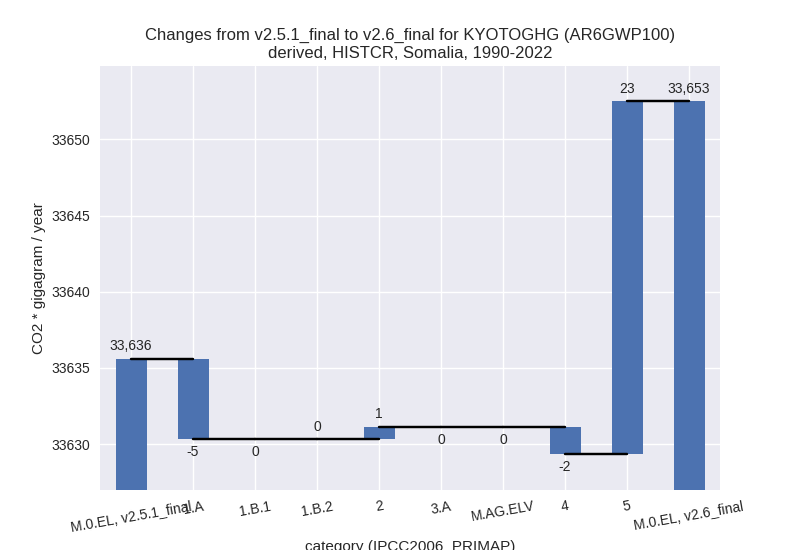 Changes from v2.5.1_final to v2.6_final for KYOTOGHG (AR6GWP100)
derived, HISTCR, Somalia, 1990-2022
CO2 * gigagram / year
33650
33645
33640
33635
33630
33,636
-5
0
0
1
0
0
-2
23
33,653
M.0.EL, v2.5.1_final
1.A
1.B.1
1.B.2
2
3.A
M.AG.ELV
4
5
M.0.EL, v2.6_final
category (IPCC2006_PRIMAP)